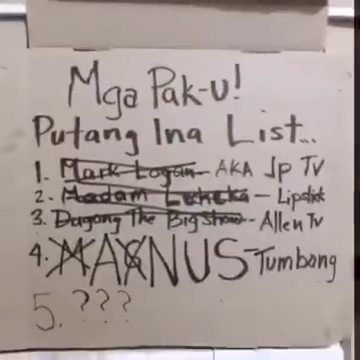 Mga Pak-u!
Putang Ina List...
1. Mark Logan - AKA Jp Tv
2. Madam - Lipstick
3. Dugong The Big Show - Allen Tv
4. MAGNUS - Tumbong
5. ???